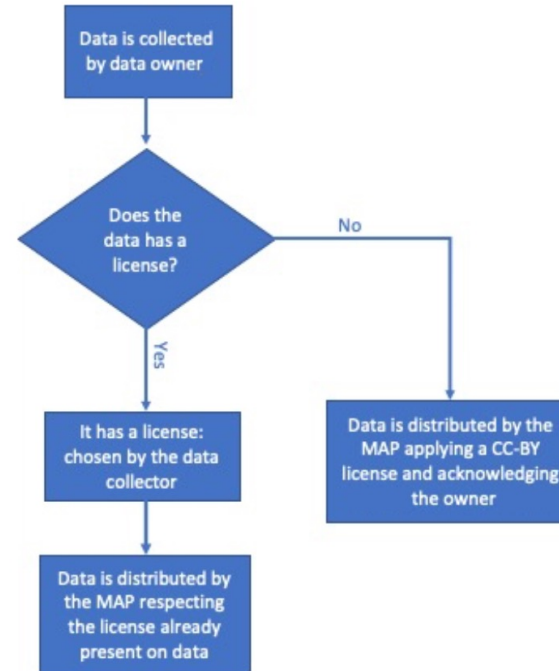 Data is collected
by data owner
Does the
data has a
license?
No
Yes
It has a license:
chosen by the data
collector
Data is distributed by the
MAP applying a CC-BY
license and acknowledging
the owner
Data is distributed by
the MAP respecting
the license already
present on data